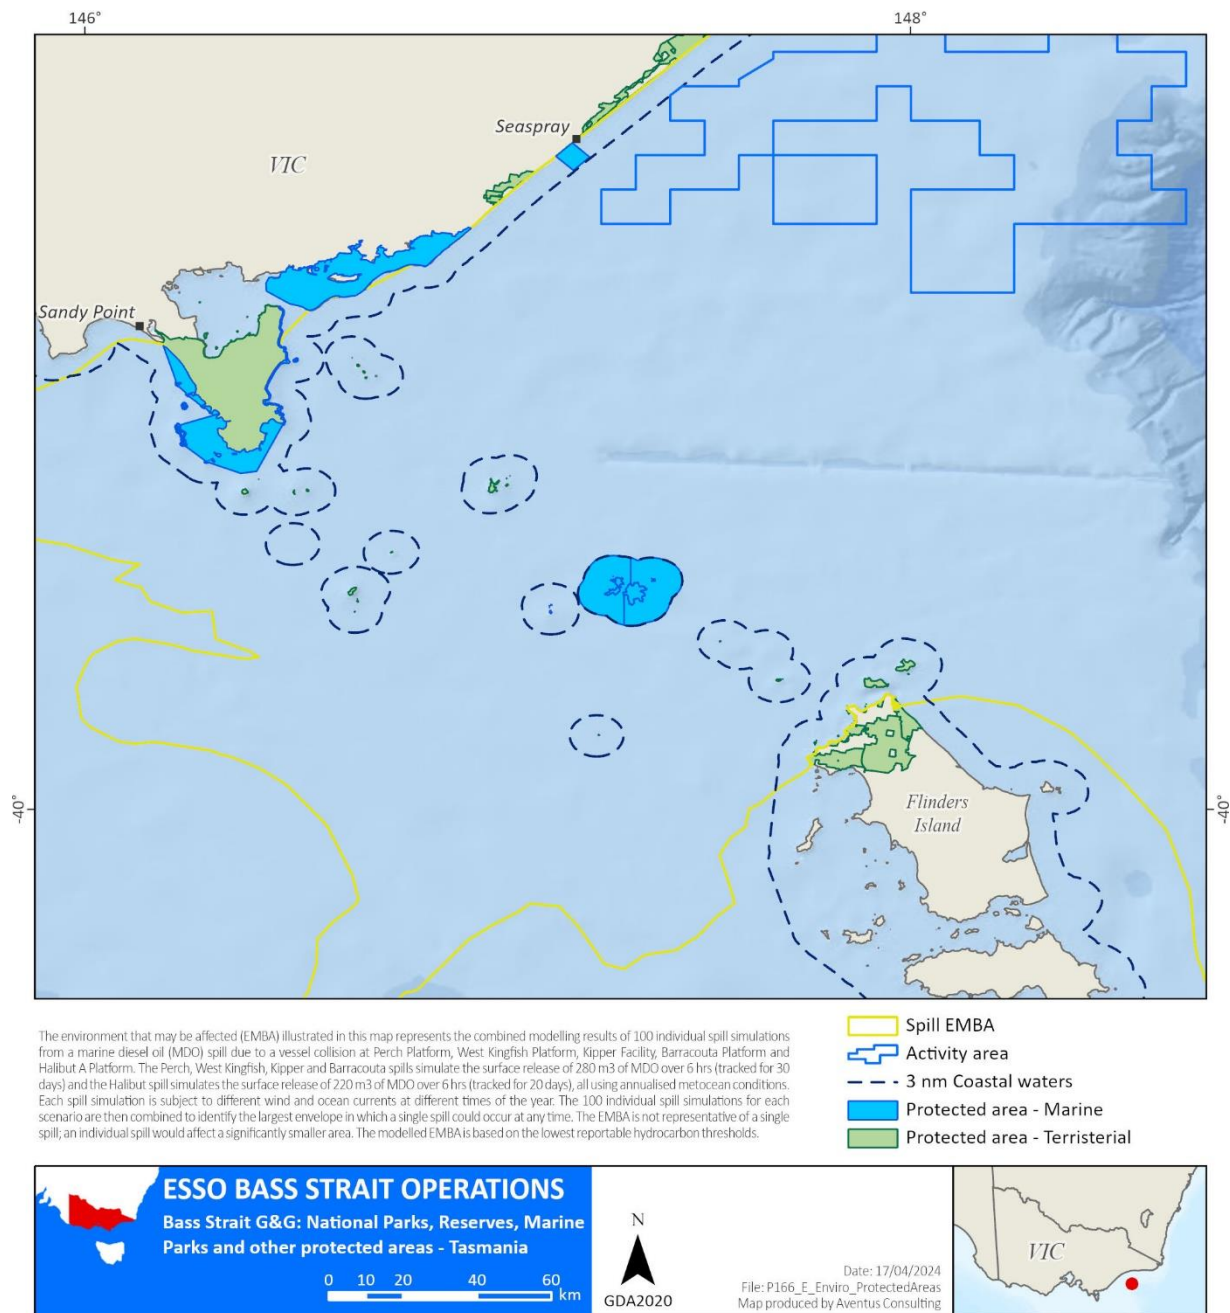 146°
148°
Seaspray
VIC
Sandy Point
-40°
-40°
Flinders
Island
The environment that may be affected (EMBA) illustrated in this map represents the combined modelling results of 100 individual spill simulations
from a marine diesel oil (MDO) spill due to a vessel collision at Perch Platform, West Kingfish Platform, Kipper Facility, Barracouta Platform and
Halibut A Platform. The Perch, West Kingfish, Kipper and Barracouta spills simulate the surface release of 280 m3 of MDO over 6 hrs (tracked for 30
days) and the Halibut spill simulates the surface release of 220 m3 of MDO over 6 hrs (tracked for 20 days), all using annualised metocean conditions.
Each spill simulation is subject to different wind and ocean currents at different times of the year. The 100 individual spill simulations for each
scenario are then combined to identify the largest envelope in which a single spill could occur at any time. The EMBA is not representative of a single
spill; an individual spill would affect a significantly smaller area. The modelled EMBA is based on the lowest reportable hydrocarbon thresholds.
Spill EMBA
Activity area
3 nm Coastal waters
Protected area - Marine
Protected area - Terristerial
ESSO BASS STRAIT OPERATIONS
Bass Strait G&G: National Parks, Reserves, Marine
Parks and other protected areas - Tasmania
0 10 20 40 60
km
N
GDA2020
Date: 17/04/2024
File: P166_E_Enviro_ProtectedAreas
Map produced by Aventus Consulting
VIC